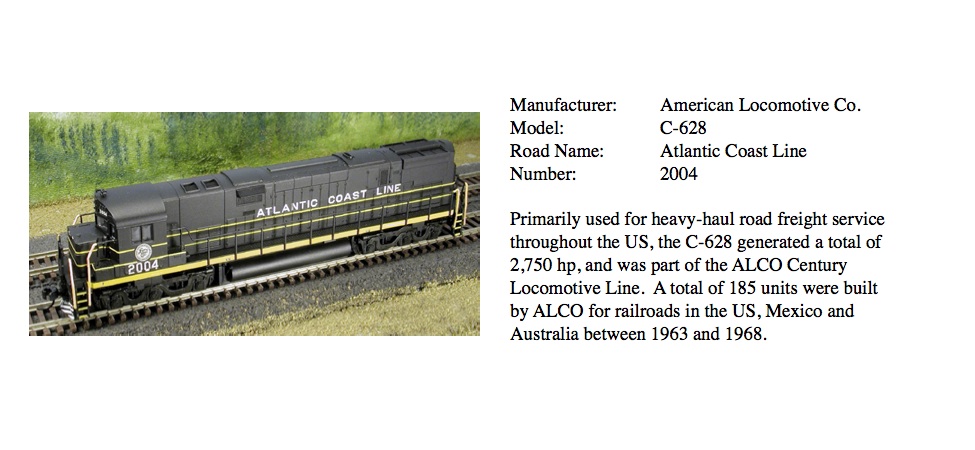 ATLANTIC COAST LINE
2004
Manufacturer: American Locomotive Co.
Model: C-628
Road Name: Atlantic Coast Line
Number: 2004
Primarily used for heavy-haul road freight service
throughout the US, the C-628 generated a total of
2,750 hp, and was part of the ALCO Century
Locomotive Line. A total of 185 units were built
by ALCO for railroads in the US, Mexico and
Australia between 1963 and 1968.